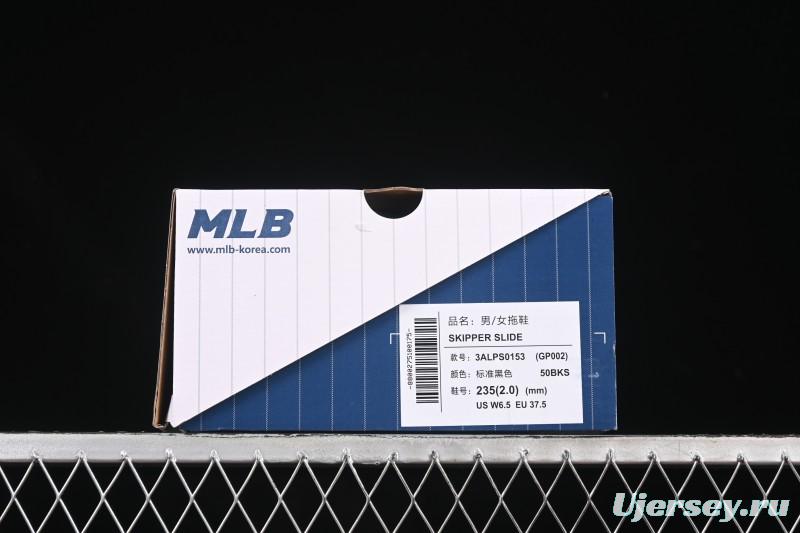 MLB
www.mlb-korea.com
品名: 男/女拖鞋
SKIPPER SLIDE
款号: 3ALPS0153 (GP002)
颜色: 标准黑色 50BKS
鞋号: 235(2.0) (mm)
US W6.5 EU 37.5
-8800275100175-
Ujersey.ru